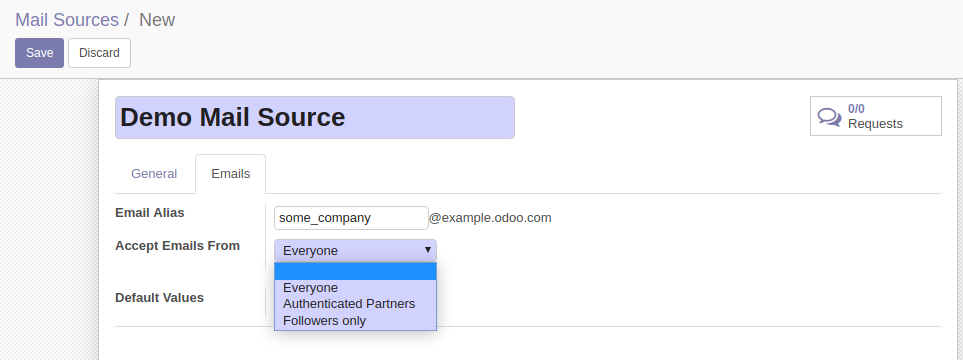 Mail Sources / New
Save Discard
Demo Mail Source
0/0
Requests
General Emails
Email Alias some_company@example.odoo.com
Accept Emails From Everyone
Everyone
Authenticated Partners
Default Values
Followers only